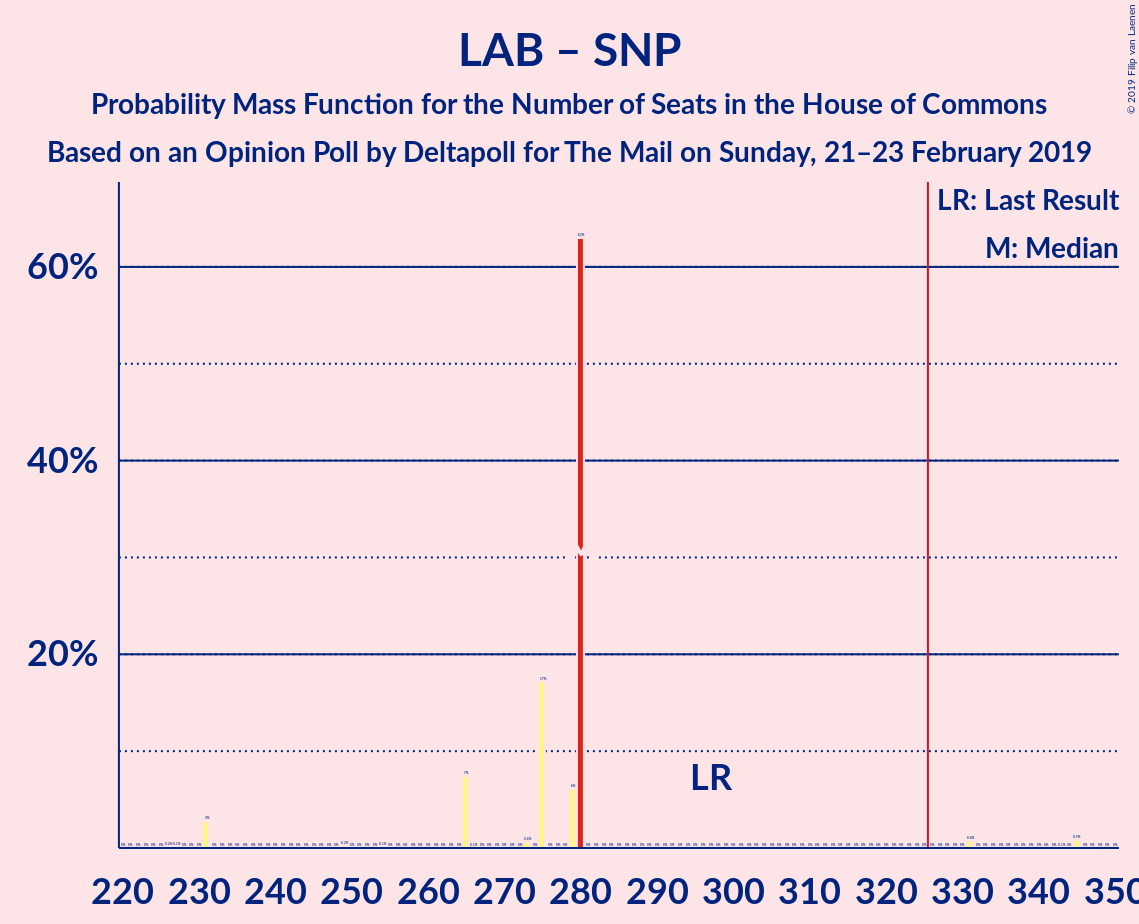 LAB – SNP
Probability Mass Function for the Number of Seats in the House of Commons
Based on an Opinion Poll by Deltapoll for The Mail on Sunday, 21–23 February 2019
© 2019 Filip van Laenen
LR: Last Result
M: Median
60%
40%
20%
LR
220 230 240 250 260 270 280 290 300 310 320 330 340 350